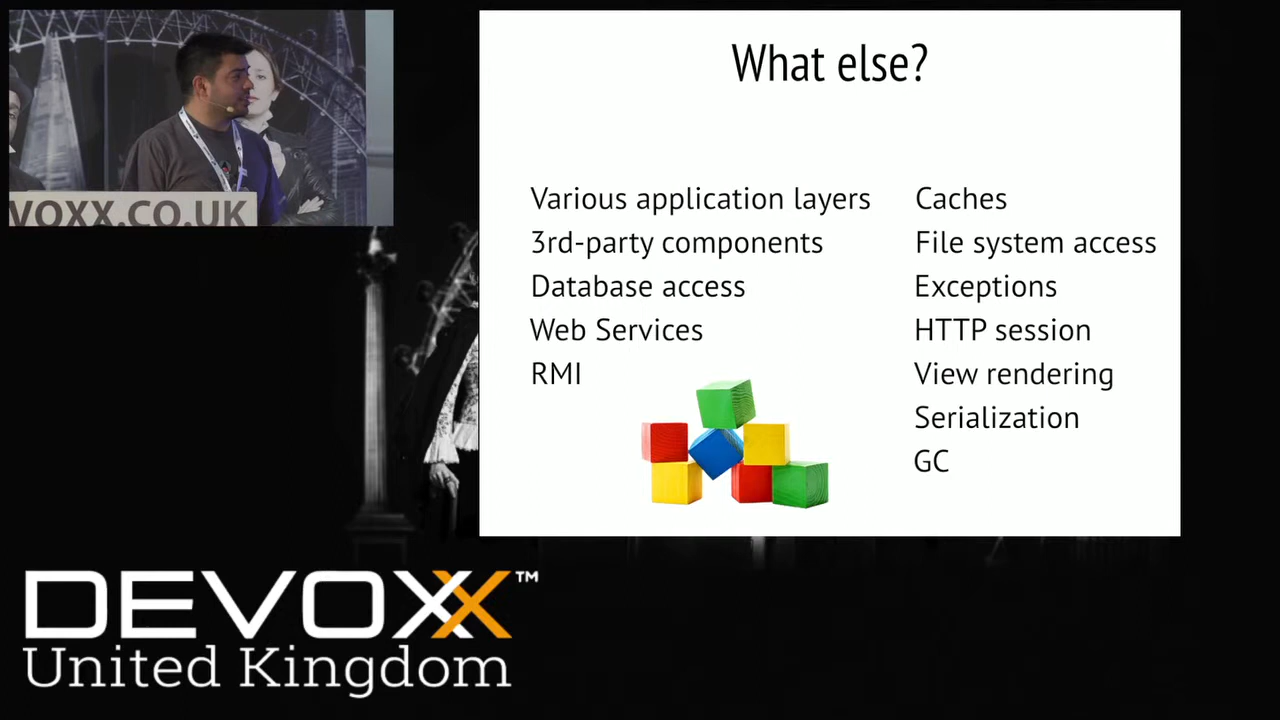 VOXX.CO.UK
What else?
Various application layers
3rd-party components
Database access
Web Services
RMI
Caches
File system access
Exceptions
HTTP session
View rendering
Serialization
GC
DEVOXX™
United Kingdom